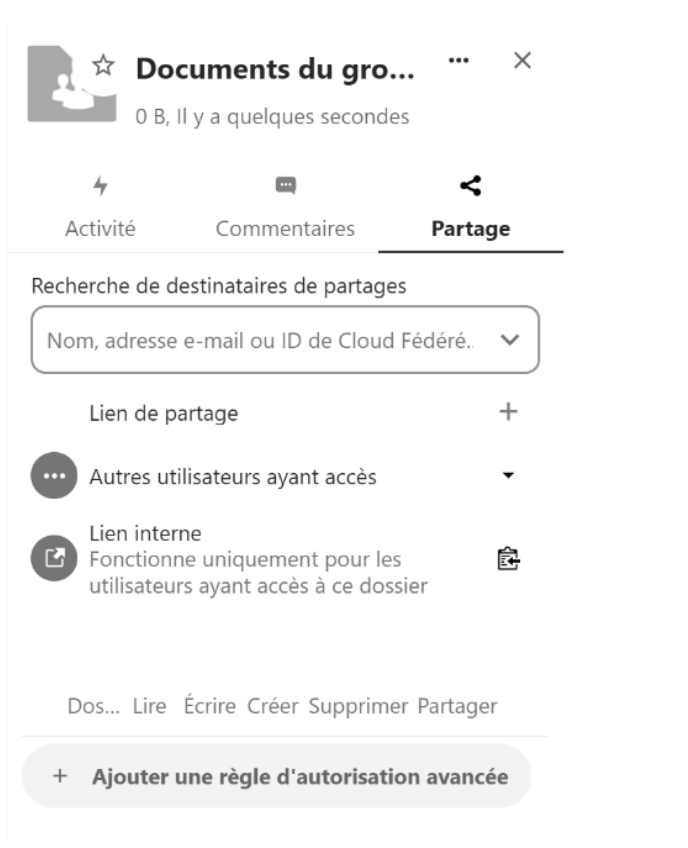 Documents du gro...
0 B, Il y a quelques secondes
Activité Commentaires Partage
Recherche de destinataires de partages
Nom, adresse e-mail ou ID de Cloud Fédéré..
Lien de partage
Autres utilisateurs ayant accès
Lien interne
Fonctionne uniquement pour les
utilisateurs ayant accès à ce dossier
Dos... Lire Écrire Créer Supprimer Partager
+ Ajouter une règle d'autorisation avancée